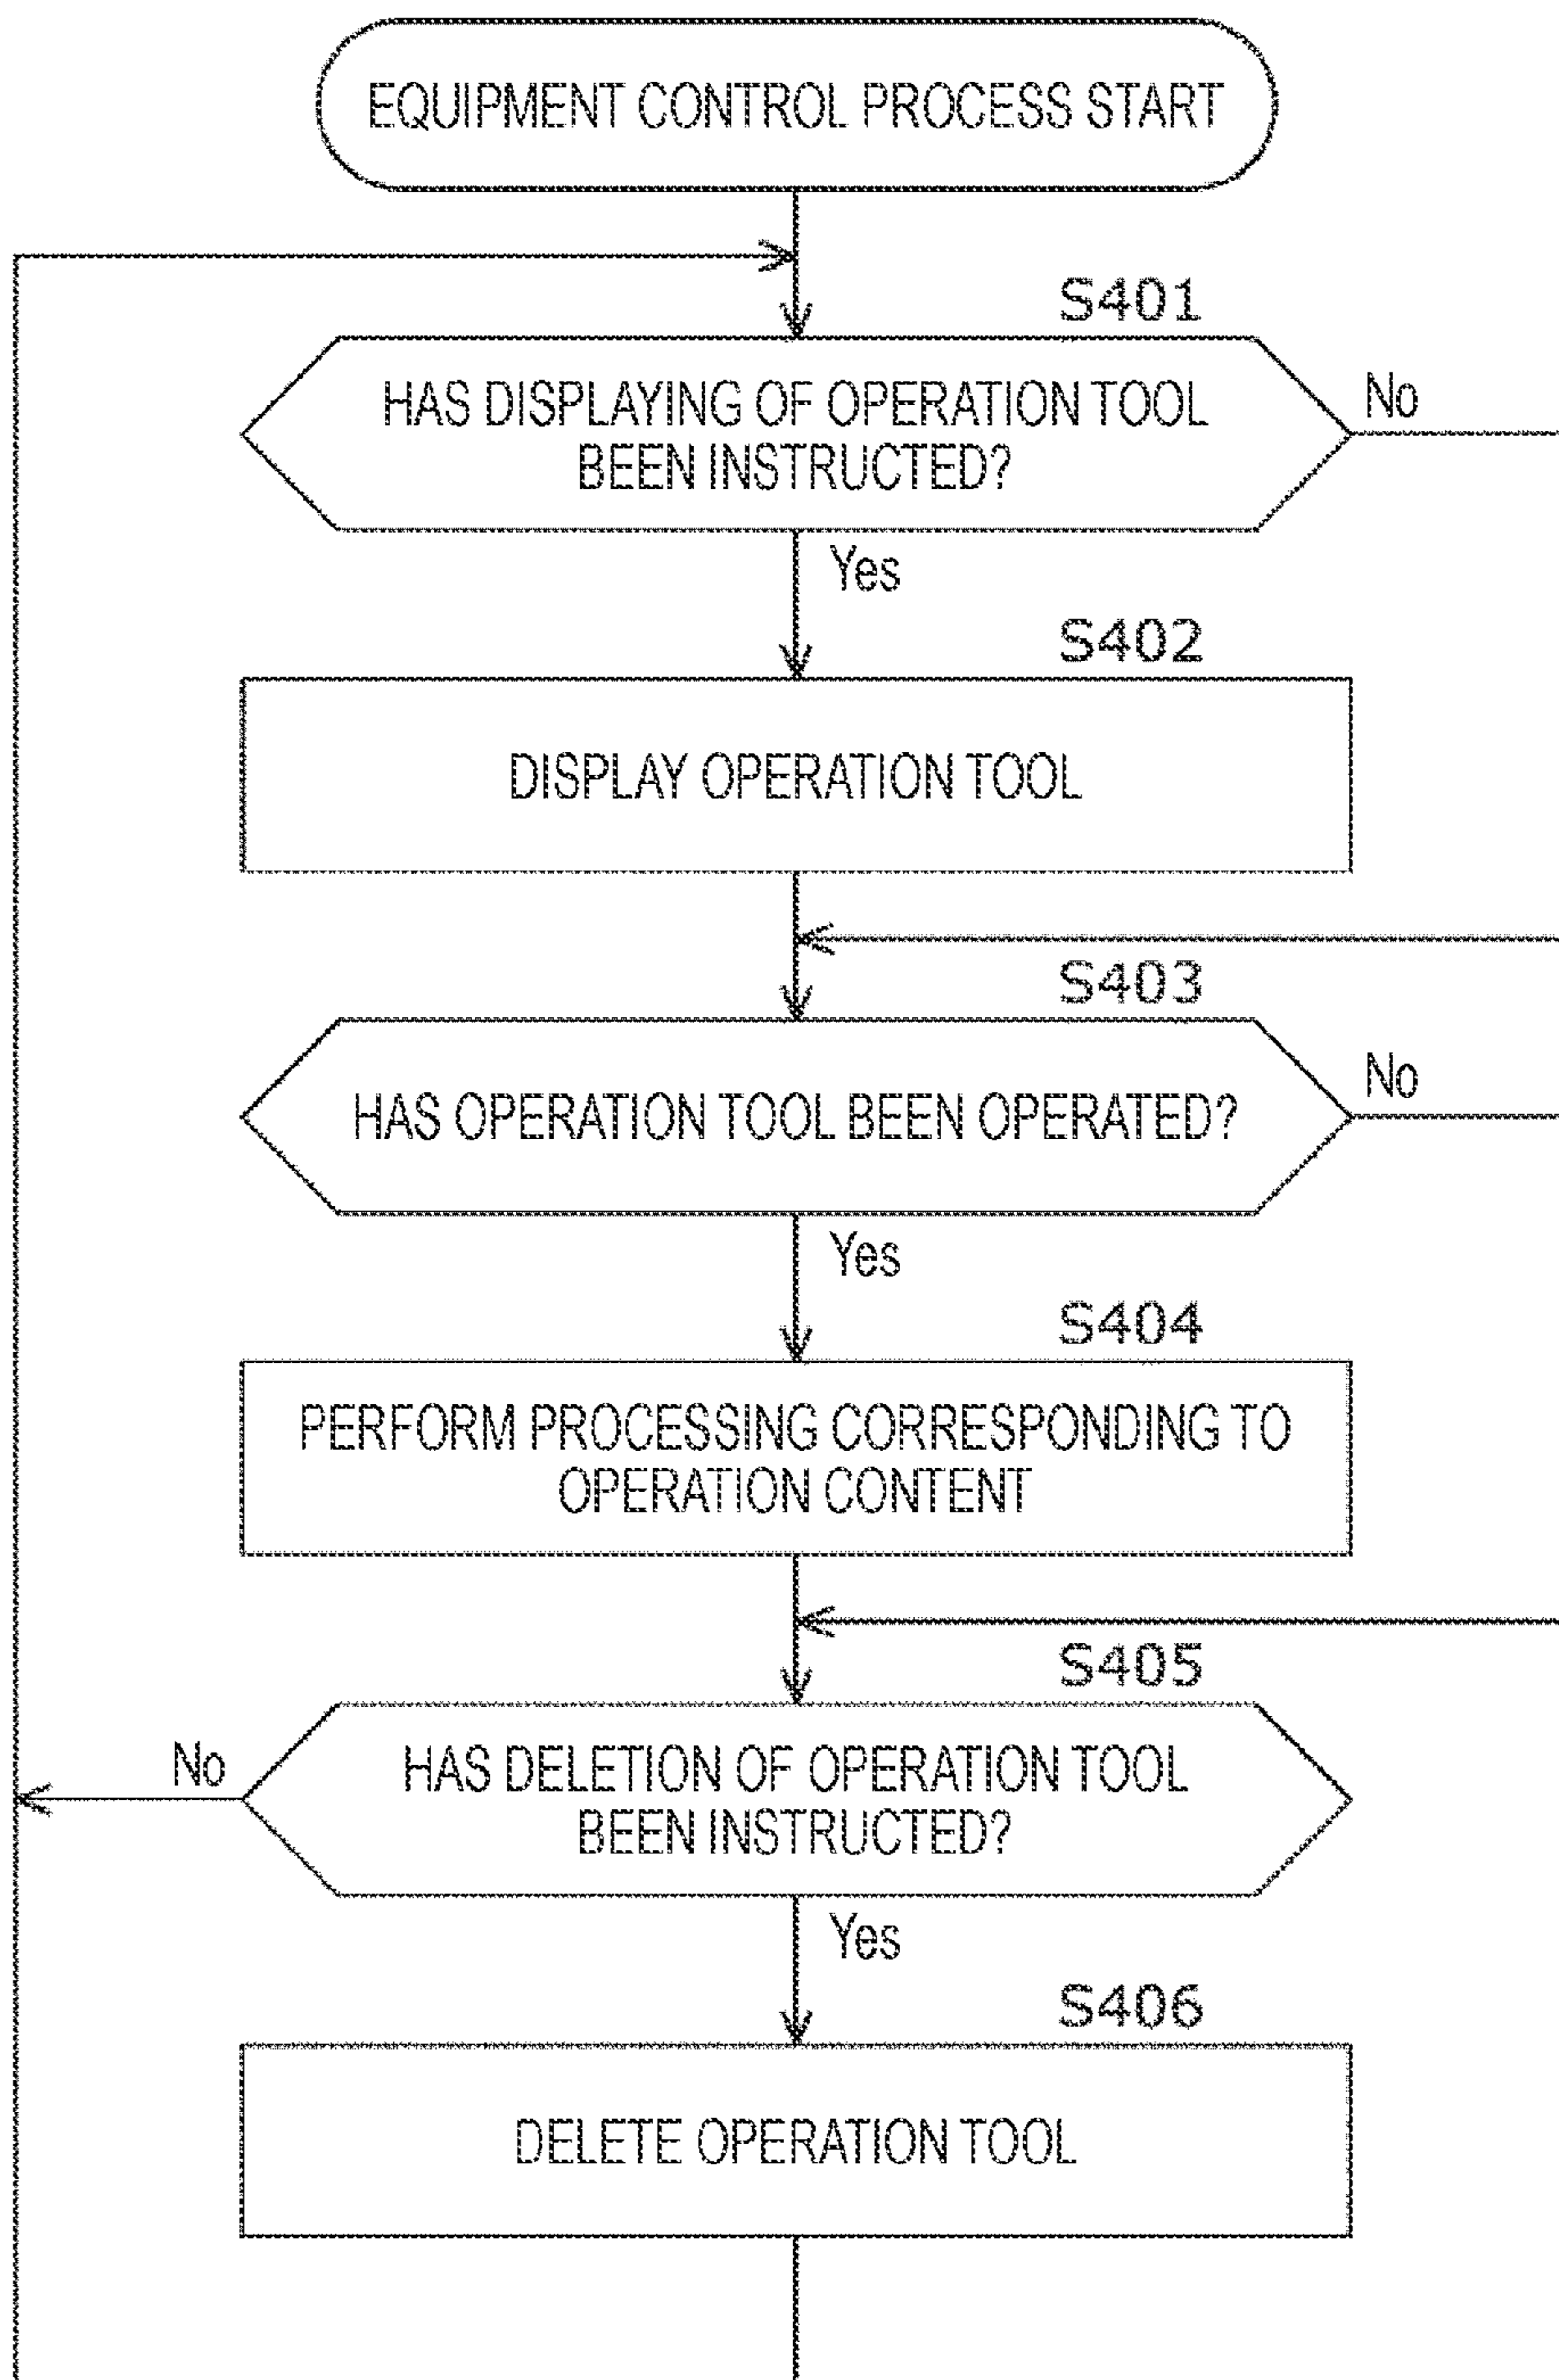 EQUIPMENT CONTROL PROCESS START
S401
HAS DISPLAYING OF OPERATION TOOL
BEEN INSTRUCTED?
No
Yes
S402
DISPLAY OPERATION TOOL
S403
HAS OPERATION TOOL BEEN OPERATED?
No
Yes
S404
PERFORM PROCESSING CORRESPONDING TO
OPERATION CONTENT
S405
No
HAS DELETION OF OPERATION TOOL
BEEN INSTRUCTED?
Yes
S406
DELETE OPERATION TOOL